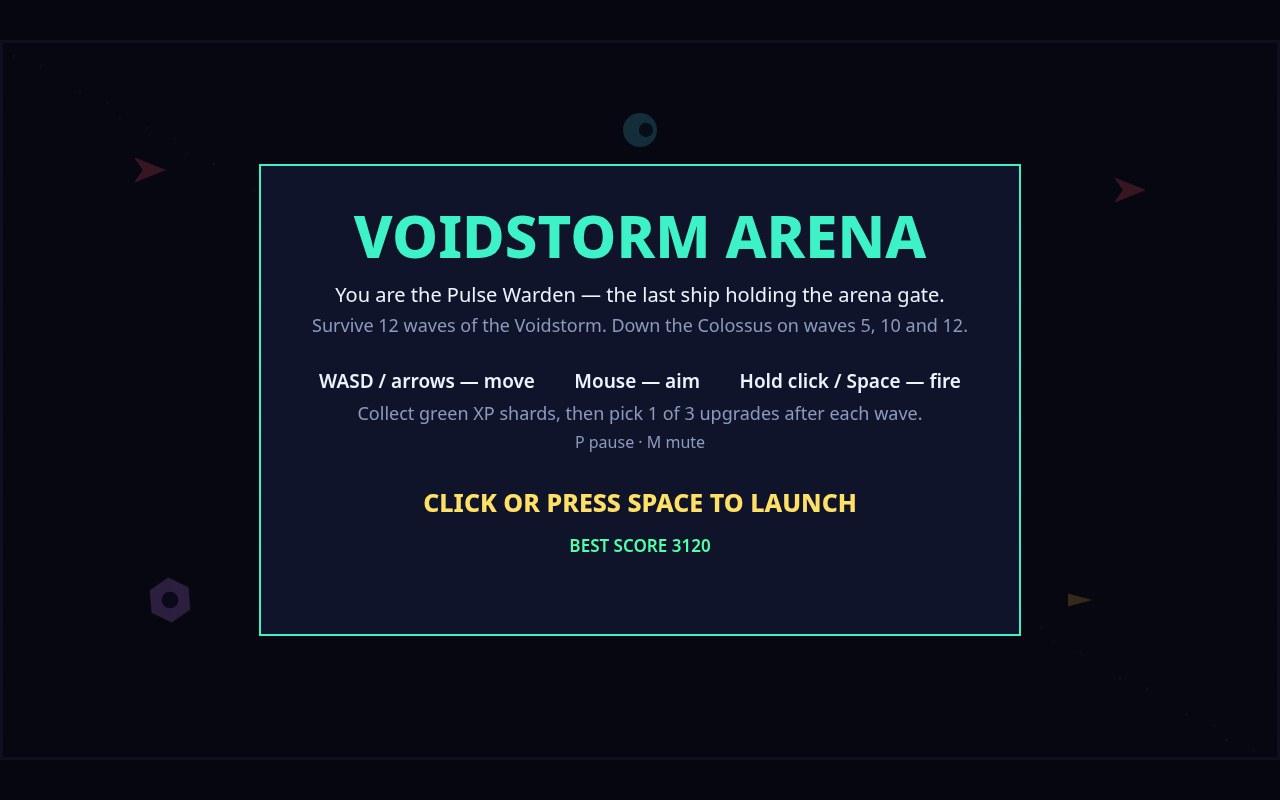 VOIDSTORM ARENA
You are the Pulse Warden — the last ship holding the arena gate.
Survive 12 waves of the Voidstorm. Down the Colossus on waves 5, 10 and 12.
WASD / arrows — move Mouse — aim Hold click / Space — fire
Collect green XP shards, then pick 1 of 3 upgrades after each wave.
P pause · M mute
CLICK OR PRESS SPACE TO LAUNCH
BEST SCORE 3120